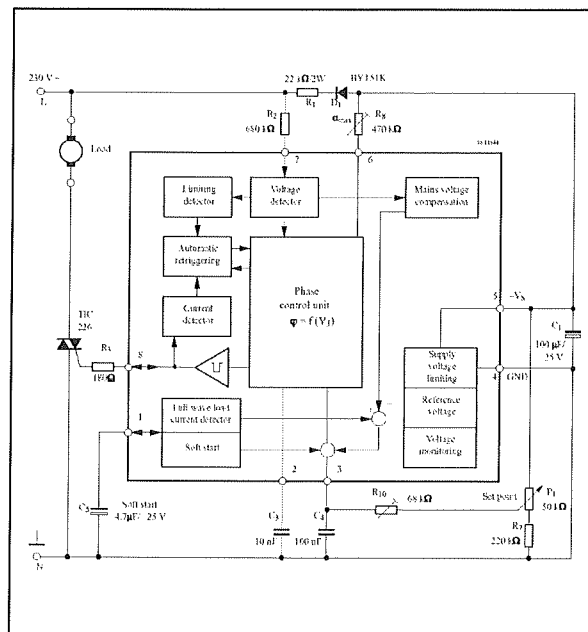 230 V ~
L
22 kΩ/2W
R1
D1
BYT51K
R2
680 kΩ
αmax
R8
470 kΩ
Load
7
6
Limiting
detector
Voltage
detector
Mains voltage
compensation
Automatic
retriggering
Phase
control unit
φ = f (V3)
Current
detector
5
–VS
TIC
226
180 Ω
8
C1
100 µF/
25 V
Supply
voltage
limiting
4
GND
Reference
voltage
Voltage
monitoring
1
Full wave load
current detector
Soft start
+
–
2
3
C5
Soft start
4.7µF/ 25 V
C3
10 nF
C4
100 nF
R10
68 kΩ
Set point
P1
50 kΩ
R7
220 kΩ
N